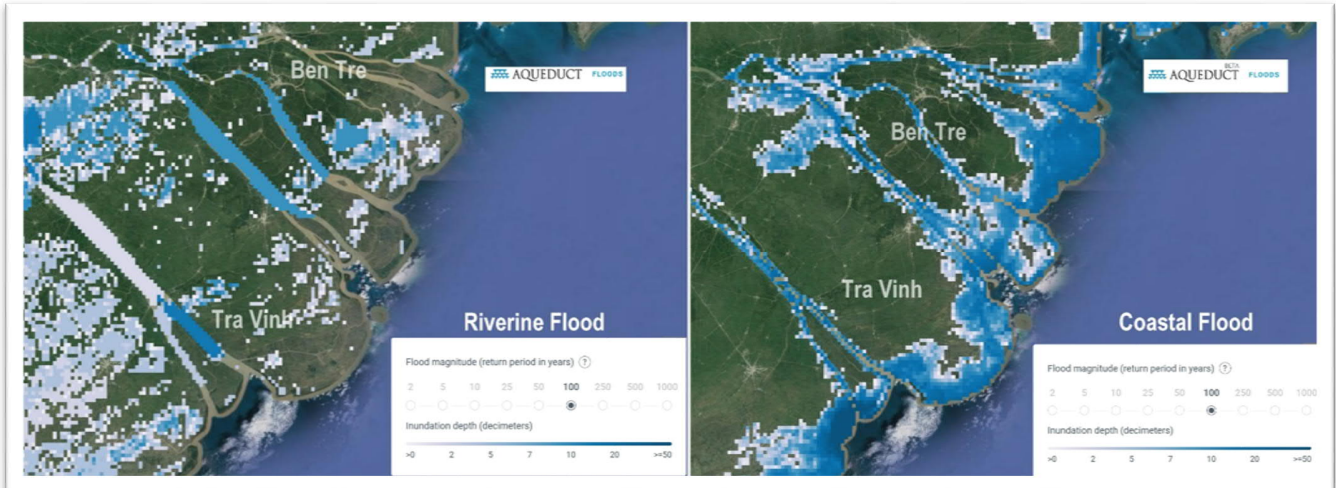 Ben Tre
AQUEDUCT FLOODS
Tra Vinh
Riverine Flood
Flood magnitude (return period in years) ?
2 5 10 25 50 100 250 500 1000
Inundation depth (decimeters)
>0 2 5 7 10 20 >=50
BETA
AQUEDUCT FLOODS
Ben Tre
Tra Vinh
Coastal Flood
Flood magnitude (return period in years) ?
2 5 10 25 50 100 250 500 1000
Inundation depth (decimeters)
>0 2 5 7 10 20 >=50